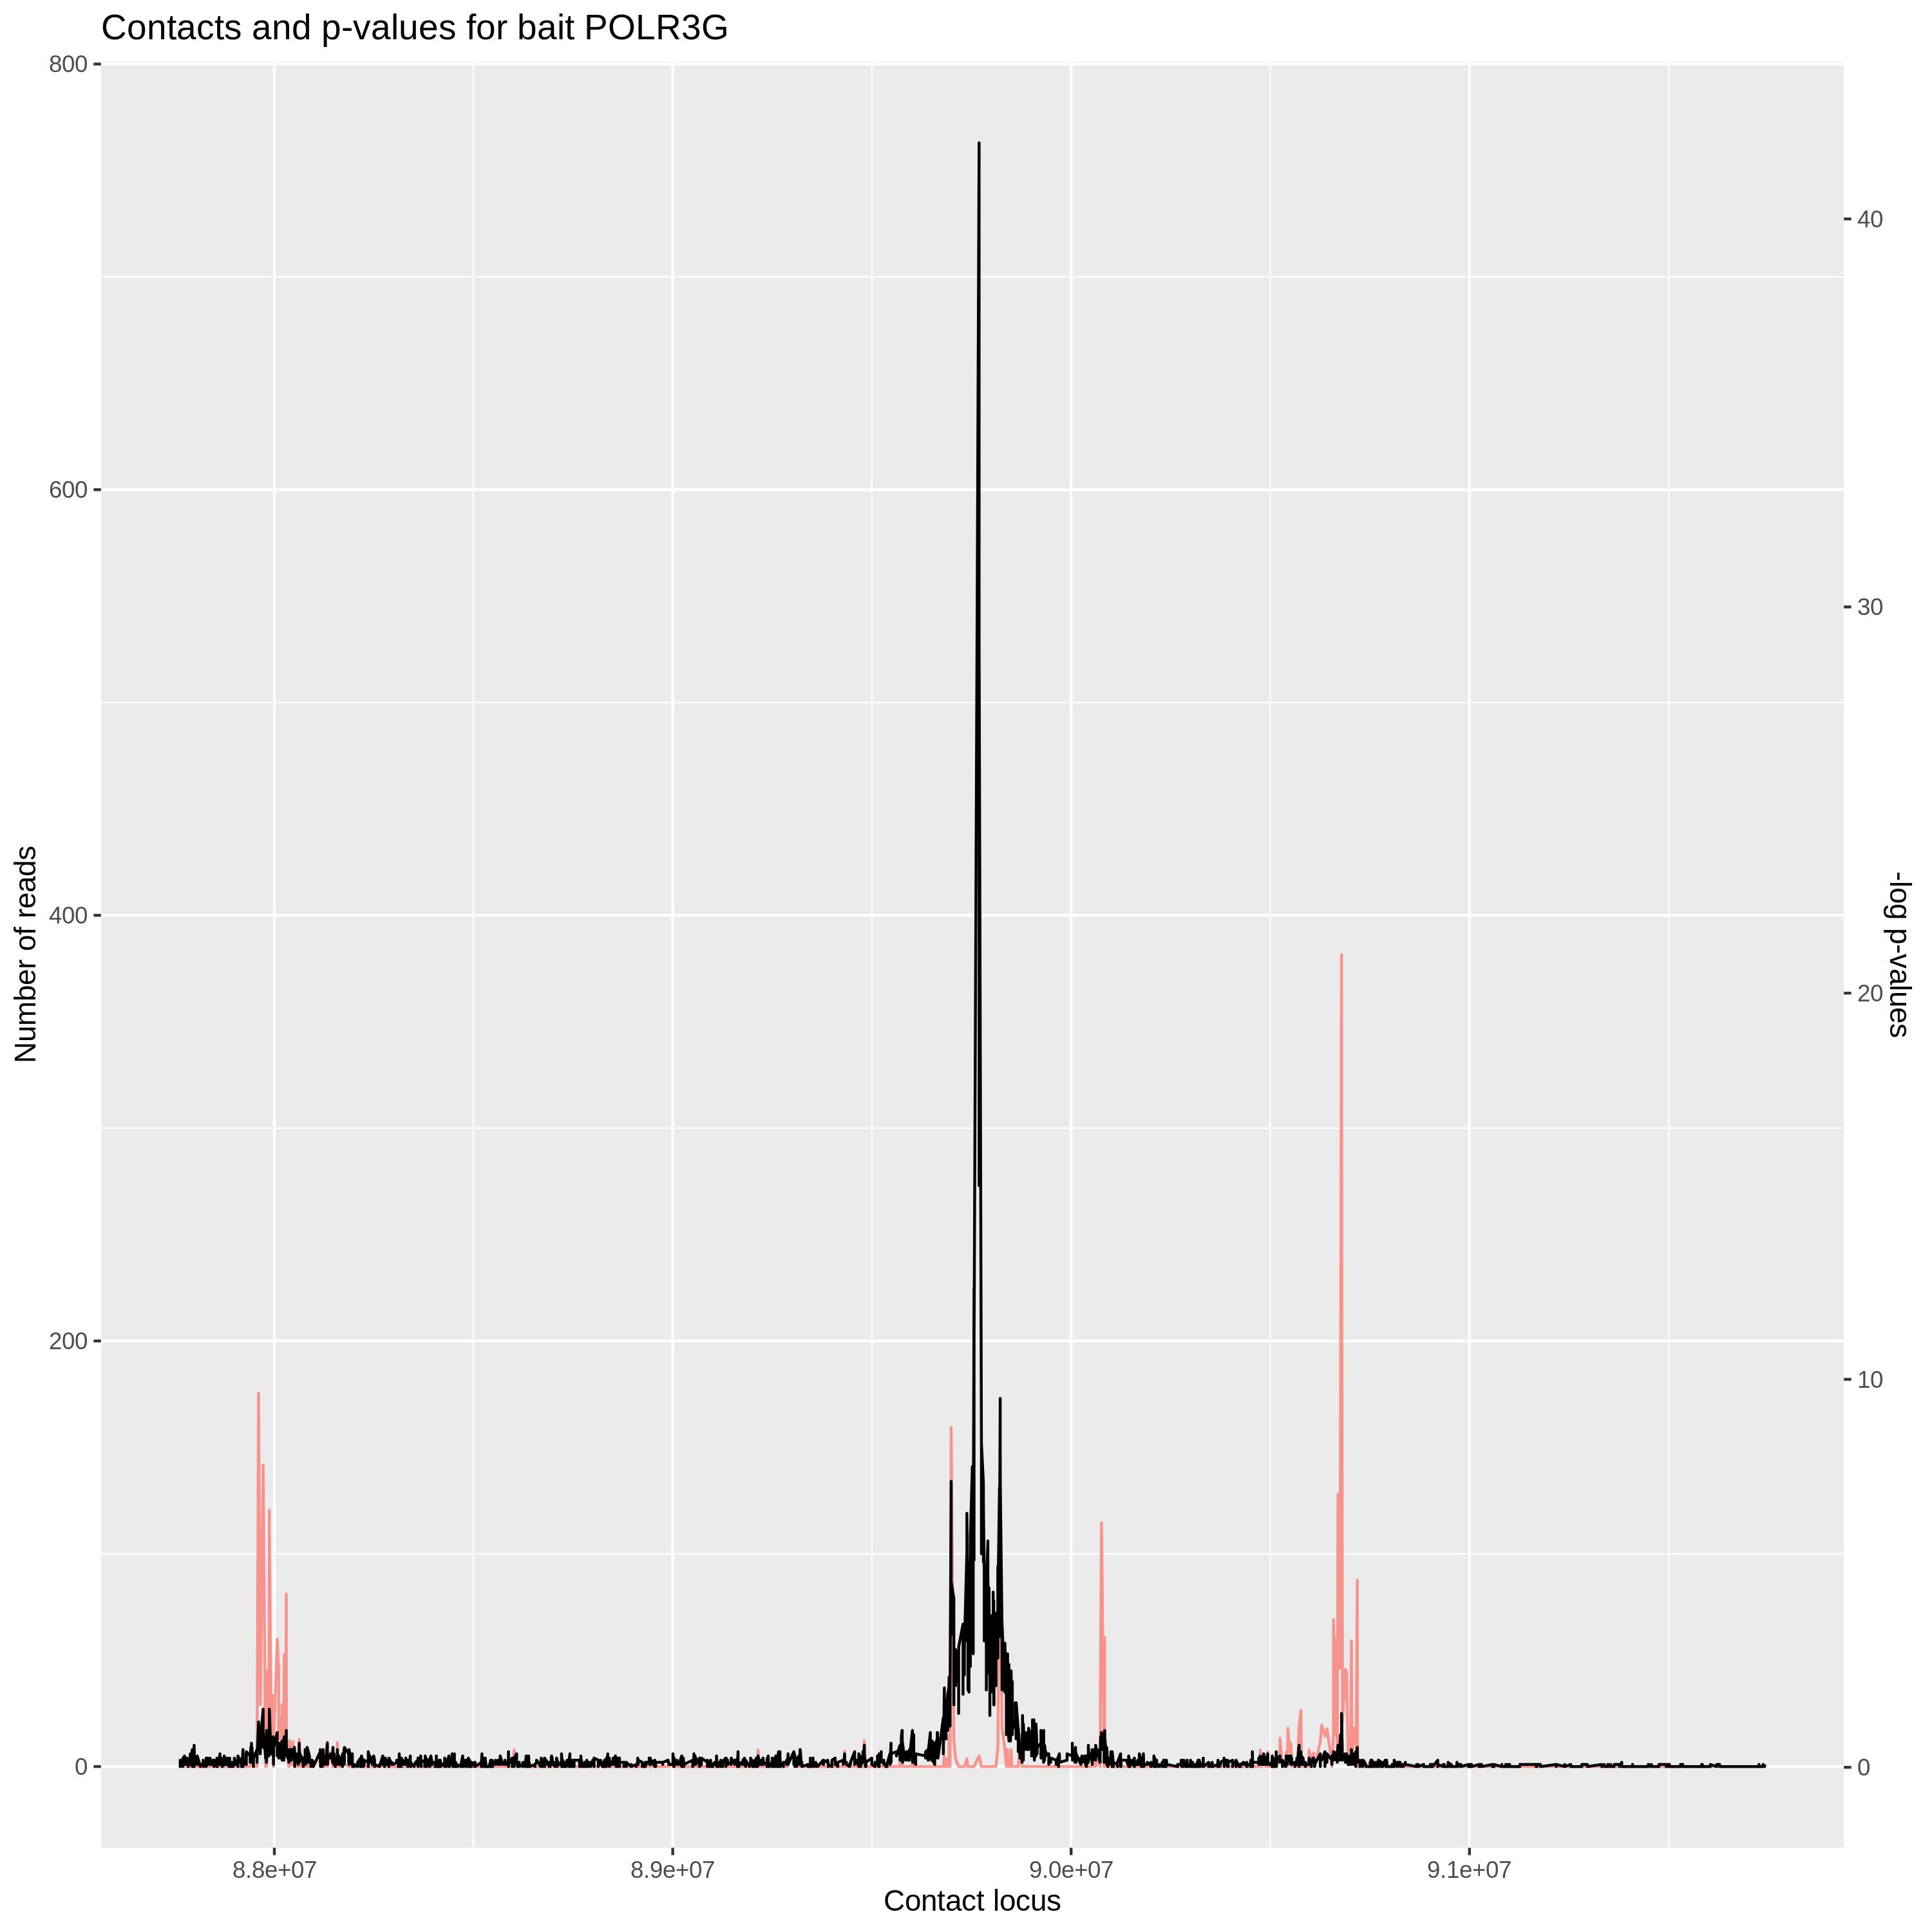 Contacts and p-values for bait POLR3G
800
600
400
200
0
Number of reads
40
30
20
10
0
-log p-values
8.8e+07
8.9e+07
9.0e+07
9.1e+07
Contact locus